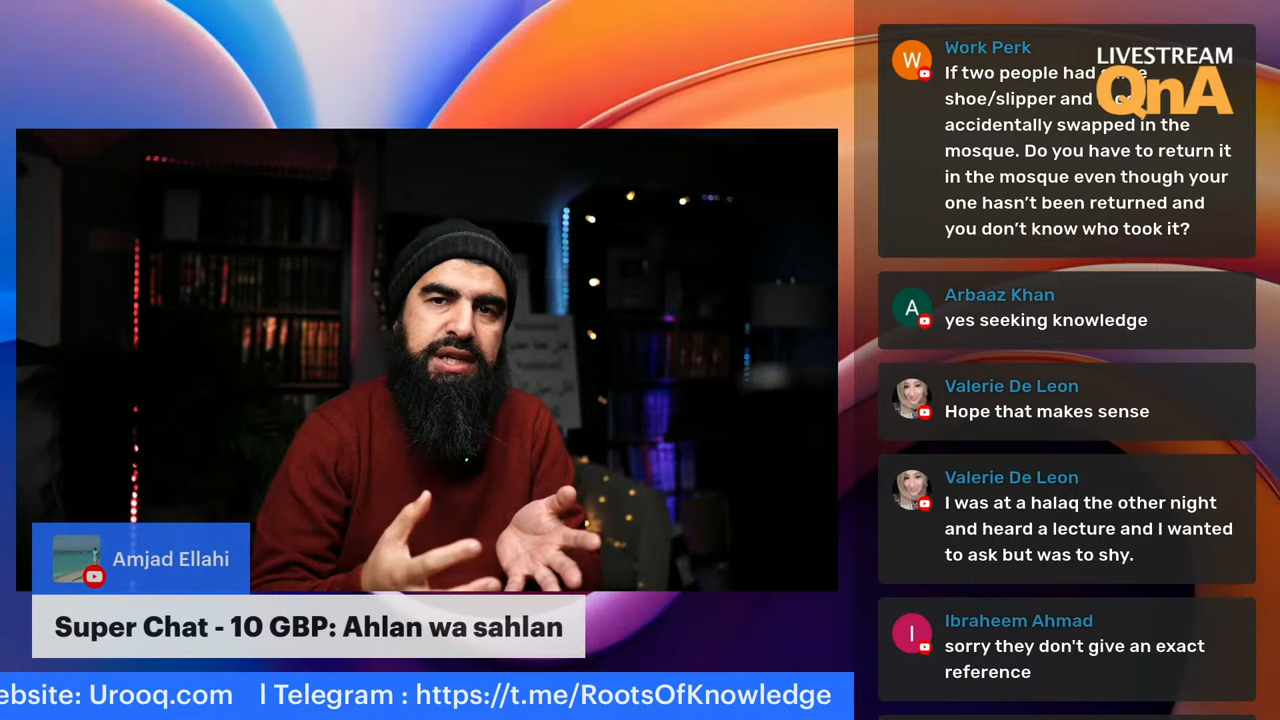 Work Perk
If two people had
shoe/slipper and
accidentally swapped in the
mosque. Do you have to return it
in the mosque even though your
one hasn’t been returned and
you don’t know who took it?
LIVESTREAM
QnA
W
Arbaaz Khan
A
yes seeking knowledge
Valerie De Leon
Hope that makes sense
Valerie De Leon
I was at a halaq the other night
and heard a lecture and I wanted
to ask but was to shy.
Ibraheem Ahmad
I
sorry they don't give an exact
reference
Amjad Ellahi
Super Chat - 10 GBP: Ahlan wa sahlan
ebsite: Urooq.com l Telegram : https://t.me/RootsOfKnowledge